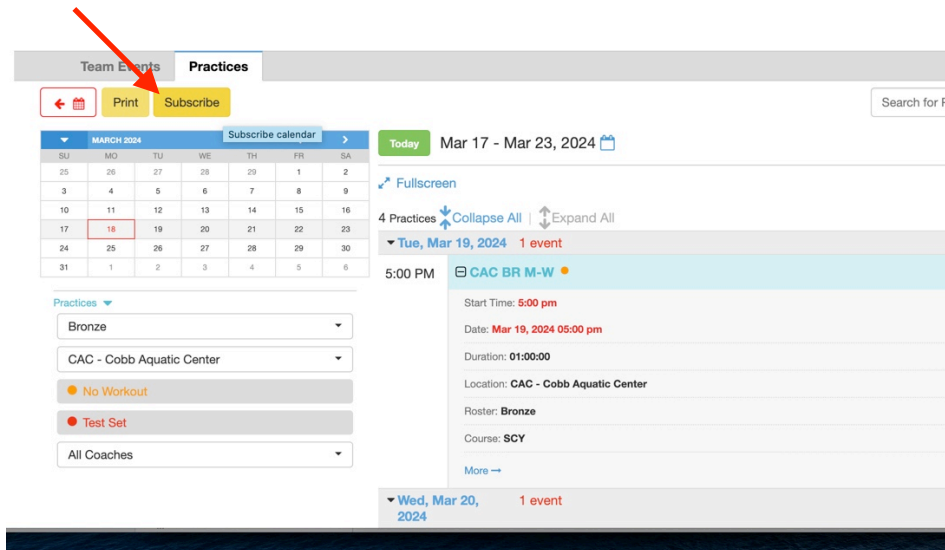 Team Events Practices
Print Subscribe
Search for
Subscribe calendar
MARCH 2024
SU MO TU WE TH FR SA
25 26 27 28 29 1 2
3 4 5 6 7 8 9
10 11 12 13 14 15 16
17 18 19 20 21 22 23
24 25 26 27 28 29 30
31 1 2 3 4 5 6
Practices
Bronze
CAC - Cobb Aquatic Center
No Workout
Test Set
All Coaches
Today Mar 17 - Mar 23, 2024
Fullscreen
4 Practices Collapse All | Expand All
Tue, Mar 19, 2024 1 event
5:00 PM CAC BR M-W
Start Time: 5:00 pm
Date: Mar 19, 2024 05:00 pm
Duration: 01:00:00
Location: CAC - Cobb Aquatic Center
Roster: Bronze
Course: SCY
More →
Wed, Mar 20, 1 event
2024